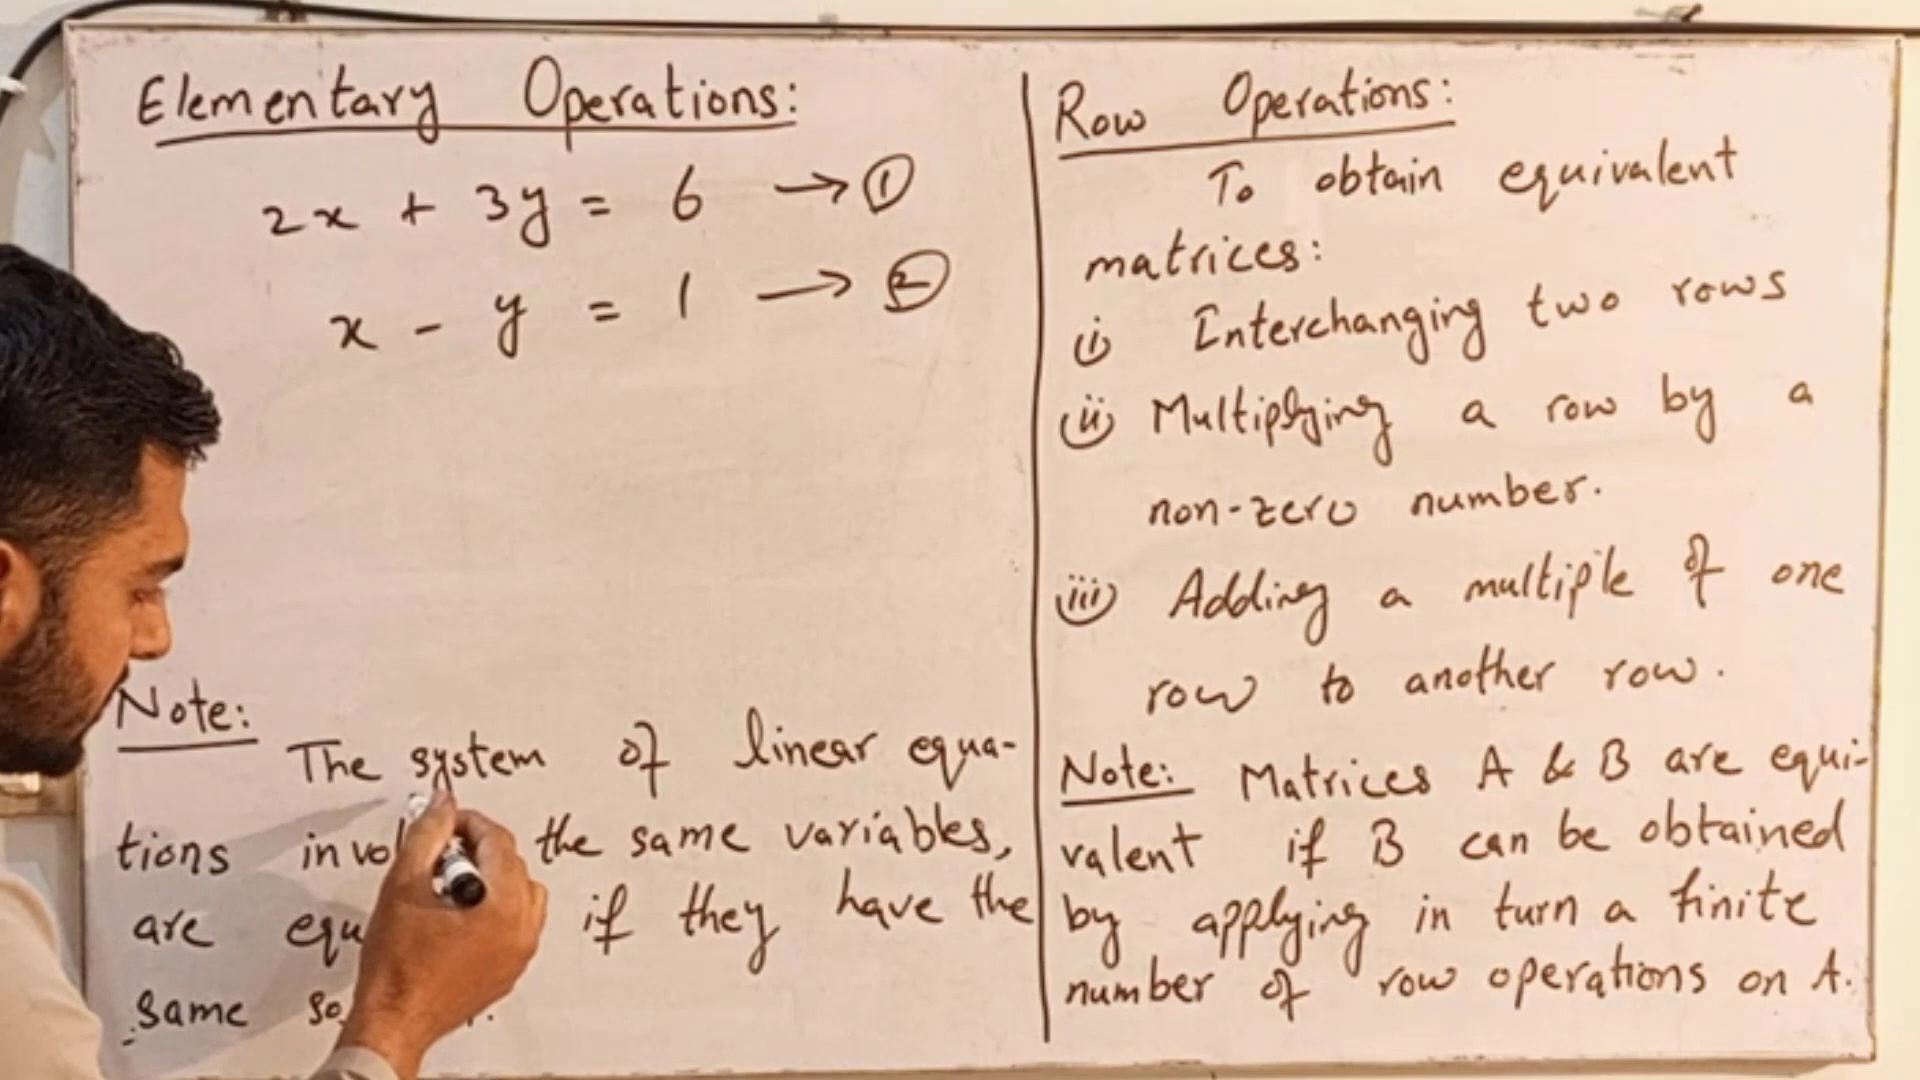 Elementary Operations:
2x + 3y = 6 → ①
x - y = 1 → ②
Note:
The system of linear equa-
tions the same variables,
are if they have the
same
Row Operations:
To obtain equivalent
matrices:
(i) Interchanging two rows
(ii) Multiplying a row by a
non-zero number.
(iii) Adding a multiple of one
row to another row.
Note: Matrices A & B are equi-
valent if B can be obtained
by applying in turn a finite
number of row operations on A.